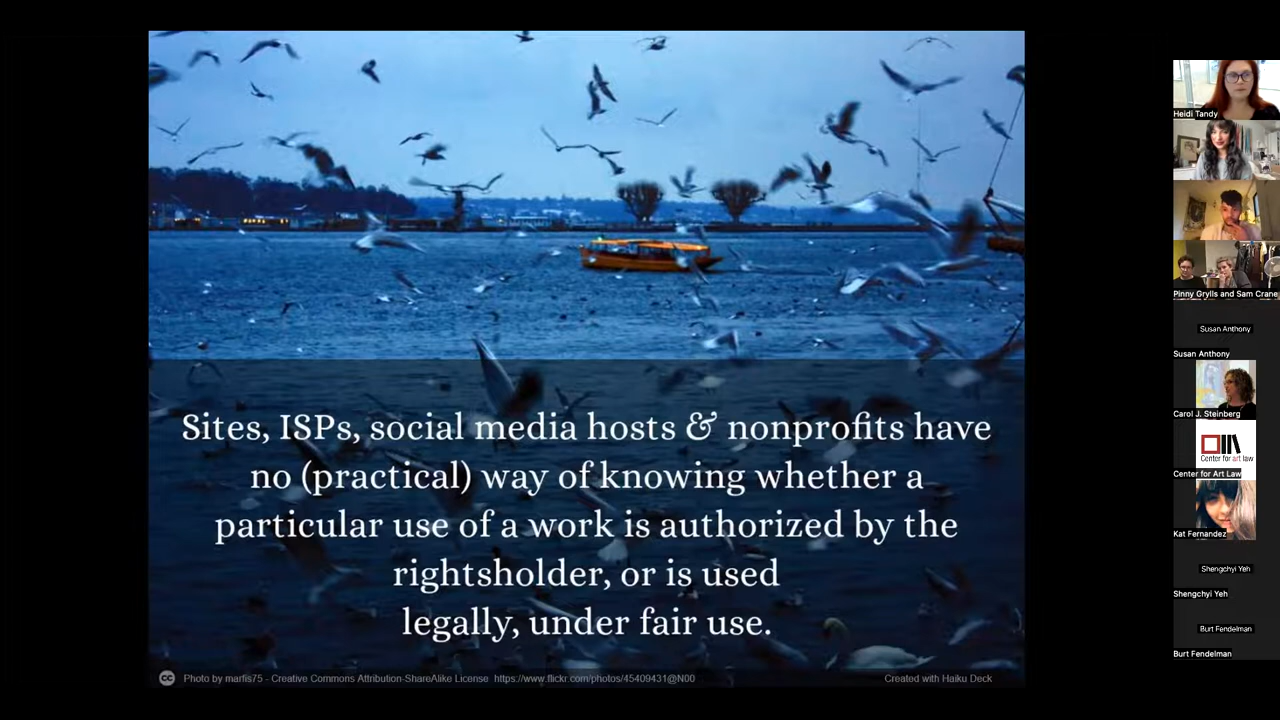 Sites, ISPs, social media hosts & nonprofits have
no (practical) way of knowing whether a
particular use of a work is authorized by the
rightsholder, or is used
legally, under fair use.
cc
Photo by marfis75 - Creative Commons Attribution-ShareAlike License https://www.flickr.com/photos/45409431@N00
Created with Haiku Deck
Heidi Tandy
Pinny Grylls and Sam Crane
Susan Anthony
Susan Anthony
Carol J. Steinberg
Center for art law
Center for Art Law
Kat Fernandez
Shengchyi Yeh
Shengchyi Yeh
Burt Fendelman
Burt Fendelman